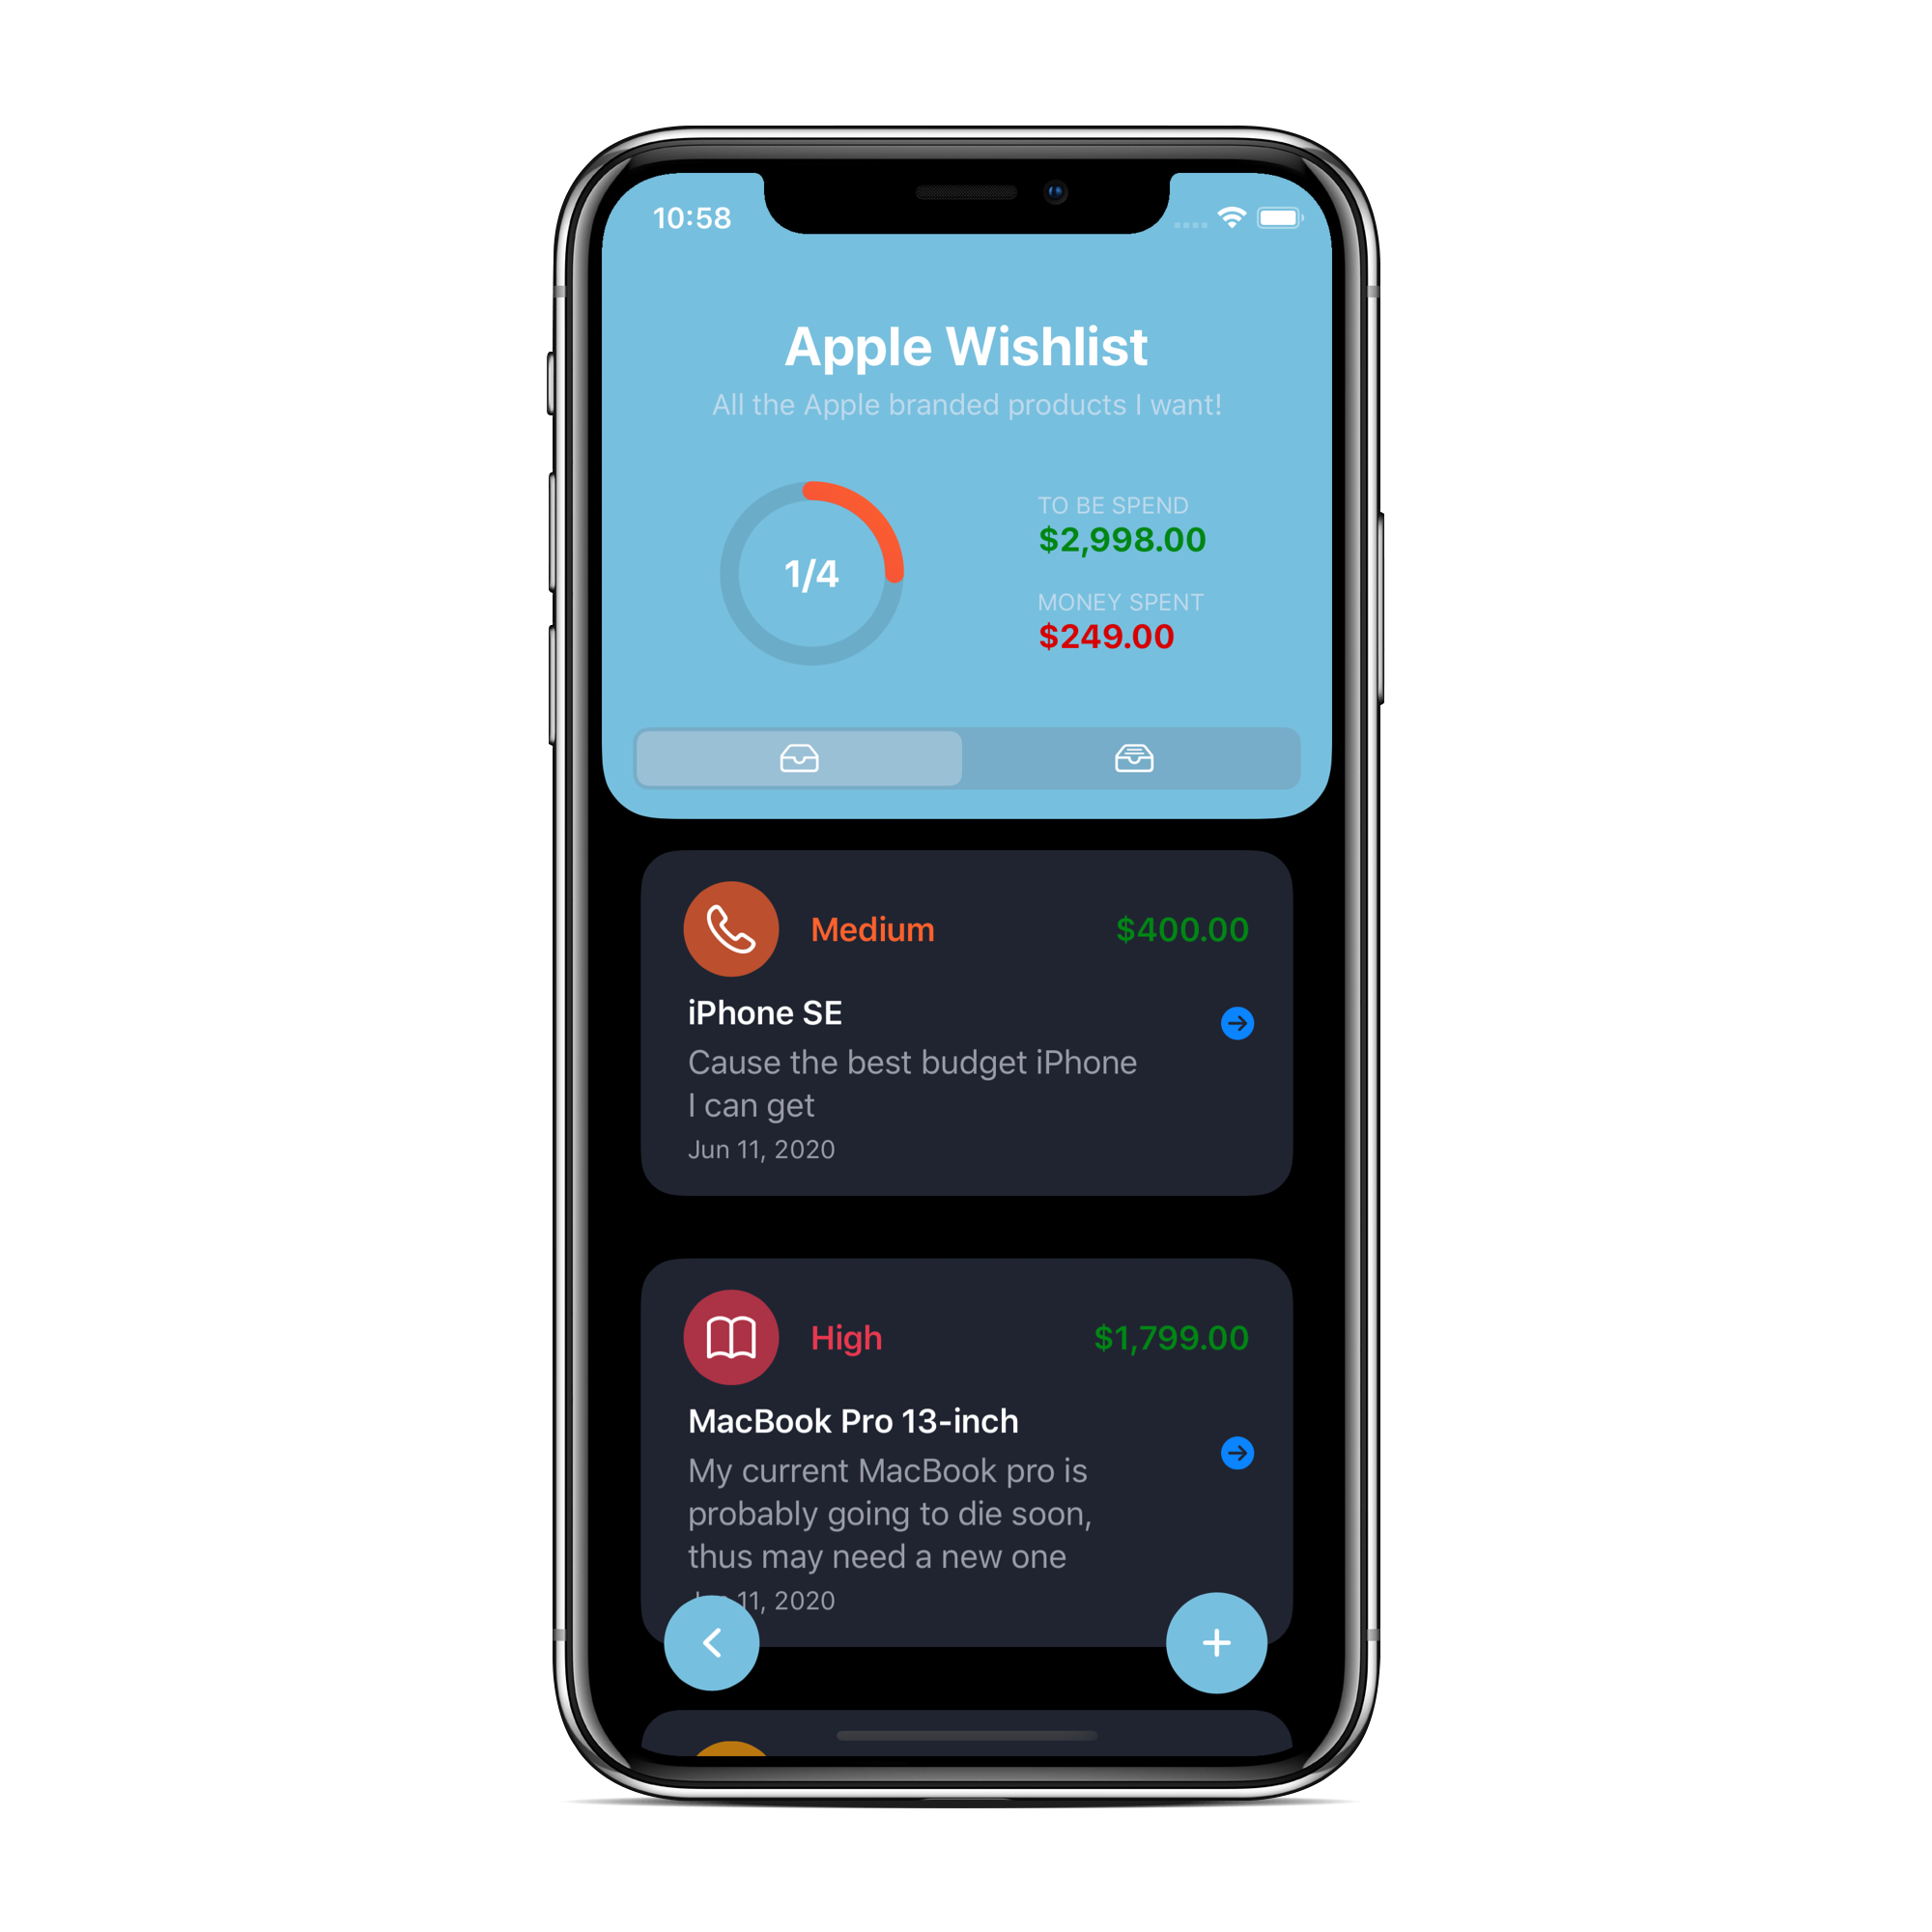 10:58
Apple Wishlist
All the Apple branded products I want!
1/4
TO BE SPEND
$2,998.00
MONEY SPENT
$249.00
Medium
$400.00
iPhone SE
Cause the best budget iPhone
I can get
Jun 11, 2020
High
$1,799.00
MacBook Pro 13-inch
My current MacBook pro is
probably going to die soon,
thus may need a new one
11, 2020